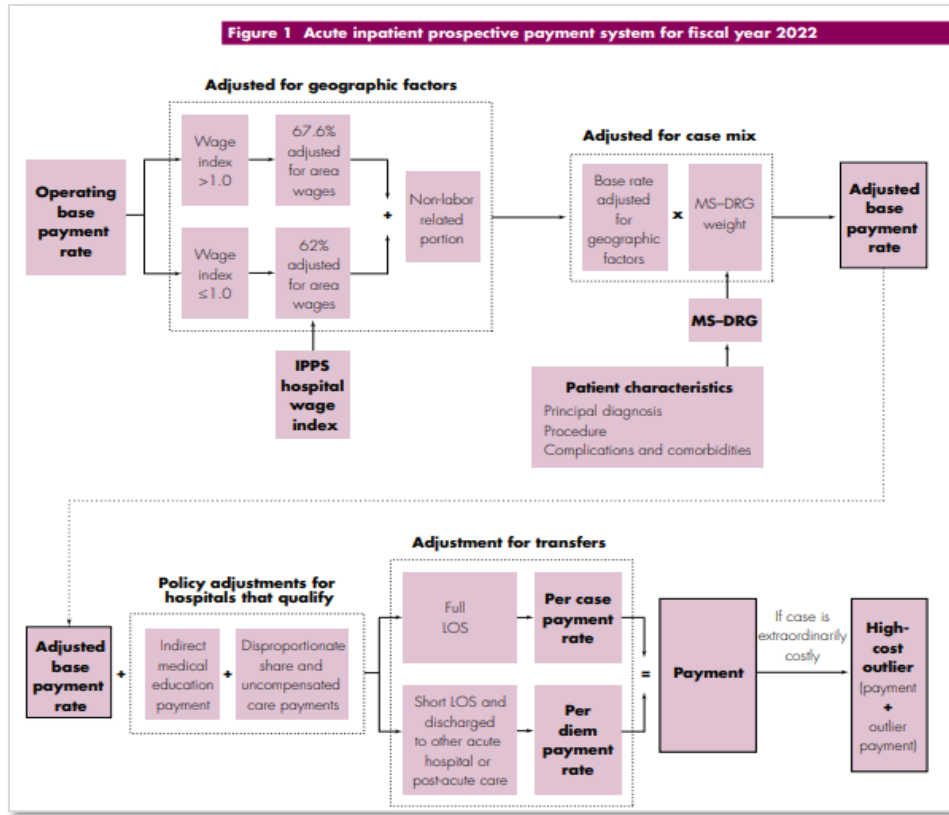 Figure 1 Acute inpatient prospective payment system for fiscal year 2022
Adjusted for geographic factors
Operating
base
payment
rate
Wage
index
>1.0
67.6%
adjusted
for area
wages
Wage
index
≤1.0
62%
adjusted
for area
wages
+
Non-labor
related
portion
IPPS
hospital
wage
index
Adjusted for case mix
Base rate
adjusted
for
geographic
factors
x
MS–DRG
weight
MS–DRG
Patient characteristics
Principal diagnosis
Procedure
Complications and comorbidities
Adjusted
base
payment
rate
Adjusted
base
payment
rate
+
Policy adjustments for
hospitals that qualify
Indirect
medical
education
payment
+
Disproportionate
share and
uncompensated
care payments
Adjustment for transfers
Full
LOS
Per case
payment
rate
Short LOS and
discharged
to other acute
hospital or
post-acute care
Per
diem
payment
rate
=
Payment
If case is
extraordinarily
costly
High-
cost
outlier
(payment
+
outlier
payment)